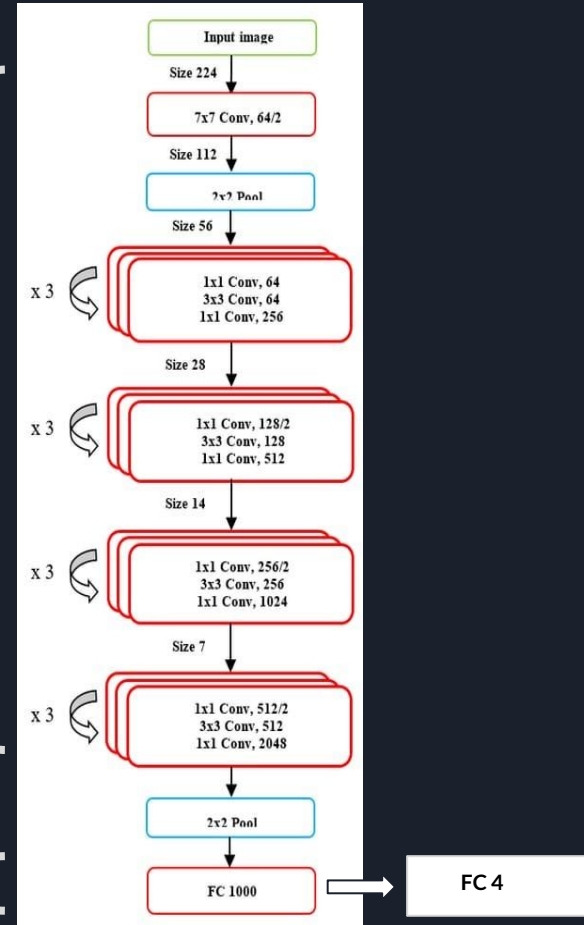 Input image
Size 224
7x7 Conv, 64/2
Size 112
2x2 Pool
Size 56
x 3
1x1 Conv, 64
3x3 Conv, 64
1x1 Conv, 256
Size 28
x 3
1x1 Conv, 128/2
3x3 Conv, 128
1x1 Conv, 512
Size 14
x 3
1x1 Conv, 256/2
3x3 Conv, 256
1x1 Conv, 1024
Size 7
x 3
1x1 Conv, 512/2
3x3 Conv, 512
1x1 Conv, 2048
2x2 Pool
FC 1000
FC 4